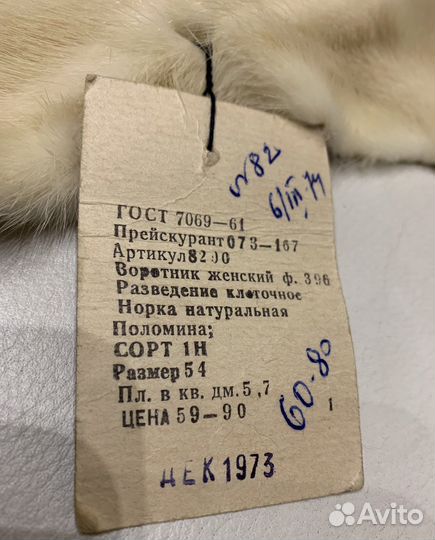 №82
6/III-74
ГОСТ 7069-61
Прейскурант 073-167
Артикул 8200
Воротник женский ф. 396
Разведение клеточное
Норка натуральная
Поломина;
СОРТ 1Н
Размер 54
Пл. в кв. дм. 5,7
ЦЕНА 59-90
1
60-80
ДЕК 1973
Avito